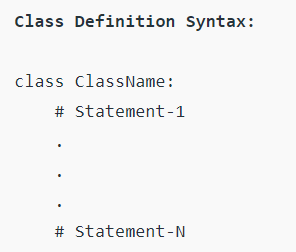 Class Definition Syntax:
class ClassName:
    # Statement-1
    .
    .
    .
    # Statement-N